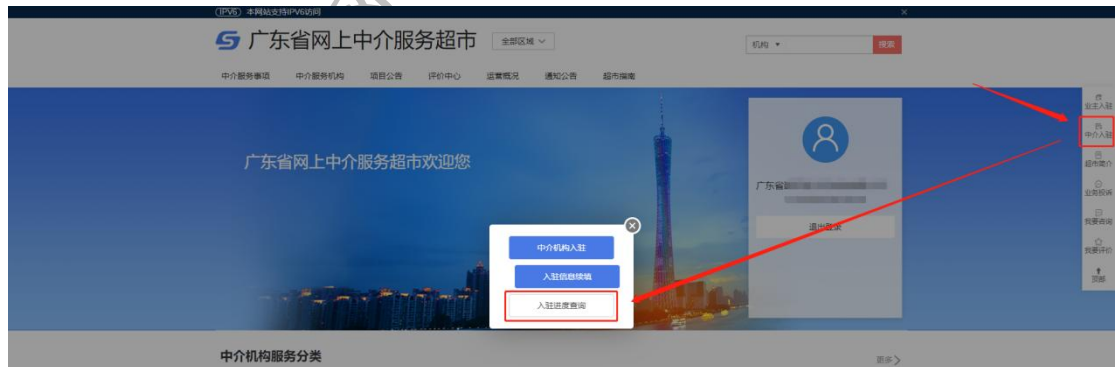 IPV6 本网站支持IPV6访问
×
广东省网上中介服务超市
全部区域
机构
搜索
中介服务事项 中介服务机构 项目公告 评价中心 运营概况 通知公告 超市指南
业主入驻
中介入驻
超市简介
业务投诉
我要咨询
我要评价
顶部
广东省网上中介服务超市欢迎您
广东省
退出登录
中介机构入驻
入驻信息续填
入驻进度查询
中介机构服务分类
更多